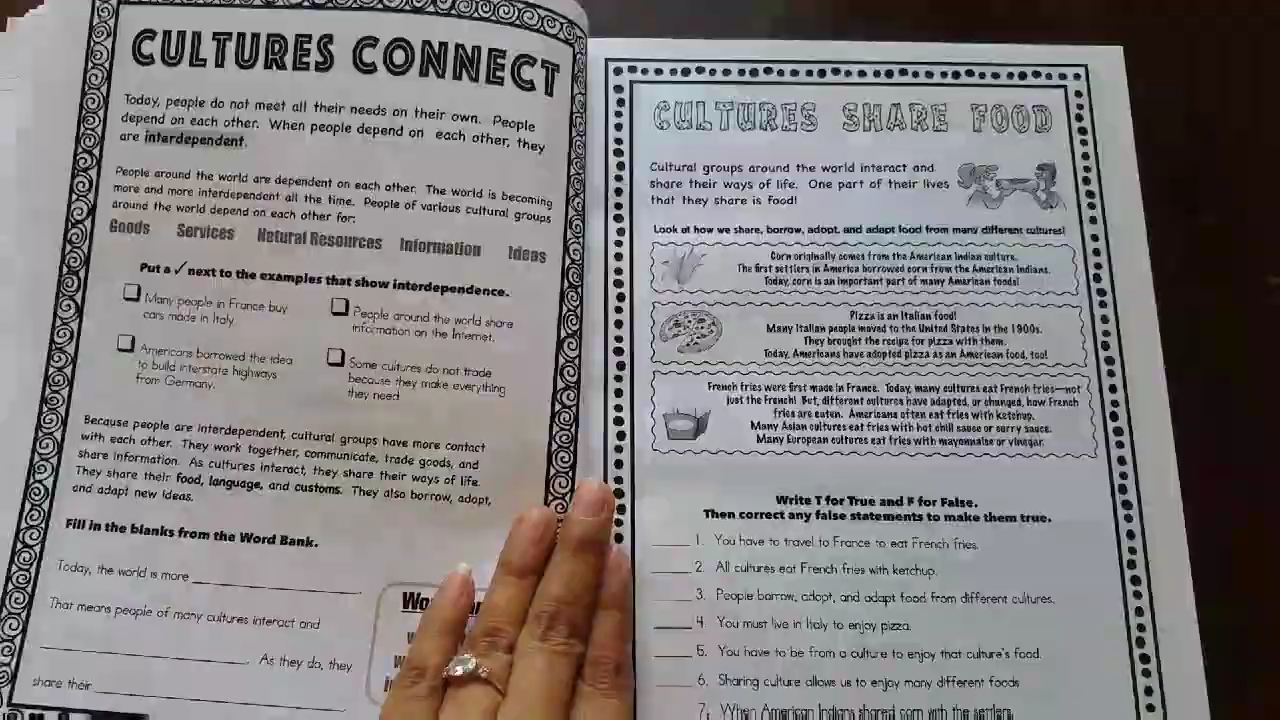 CULTURES CONNECT
Today, people do not meet all their needs on their own. People
depend on each other. When people depend on each other, they
are interdependent.
People around the world are dependent on each other. The world is becoming
more and more interdependent all the time. People of various cultural groups
around the world depend on each other for:
Goods Services Natural Resources Information Ideas
Put a ✓ next to the examples that show interdependence.
Many people in France buy
cars made in Italy.
People around the world share
information on the Internet.
Americans borrowed the idea
to build interstate highways
from Germany.
Some cultures do not trade
because they make everything
they need.
Because people are interdependent, cultural groups have more contact
with each other. They work together, communicate, trade goods, and
share information. As cultures interact, they share their ways of life.
They share their food, language, and customs. They also borrow, adopt,
and adapt new ideas.
Fill in the blanks from the Word Bank.
Today, the world is more
That means people of many cultures interact and
. As they do, they
share their
CULTURES SHARE FOOD
Cultural groups around the world interact and
share their ways of life. One part of their lives
that they share is food!
Look at how we share, borrow, adopt, and adapt food from many different cultures!
Corn originally comes from the American Indian culture.
The first settlers in America borrowed corn from the American Indians.
Today, corn is an important part of many American foods!
Pizza is an Italian food!
Many Italian people moved to the United States in the 1900s.
They brought the recipe for pizza with them.
Today, Americans have adopted pizza as an American food, too!
French fries were first made in France. Today, many cultures eat French fries—not
just the French! But, different cultures have adapted, or changed, how French
fries are eaten. Americans often eat fries with ketchup.
Many Asian cultures eat fries with hot chili sauce or curry sauce.
Many European cultures eat fries with mayonnaise or vinegar.
Write T for True and F for False.
Then correct any false statements to make them true.
1. You have to travel to France to eat French fries.
2. All cultures eat French fries with ketchup.
3. People borrow, adopt, and adapt food from different cultures.
4. You must live in Italy to enjoy pizza.
5. You have to be from a culture to enjoy that culture's food.
6. Sharing culture allows us to enjoy many different foods
7. When American Indians shared corn with the settlers,